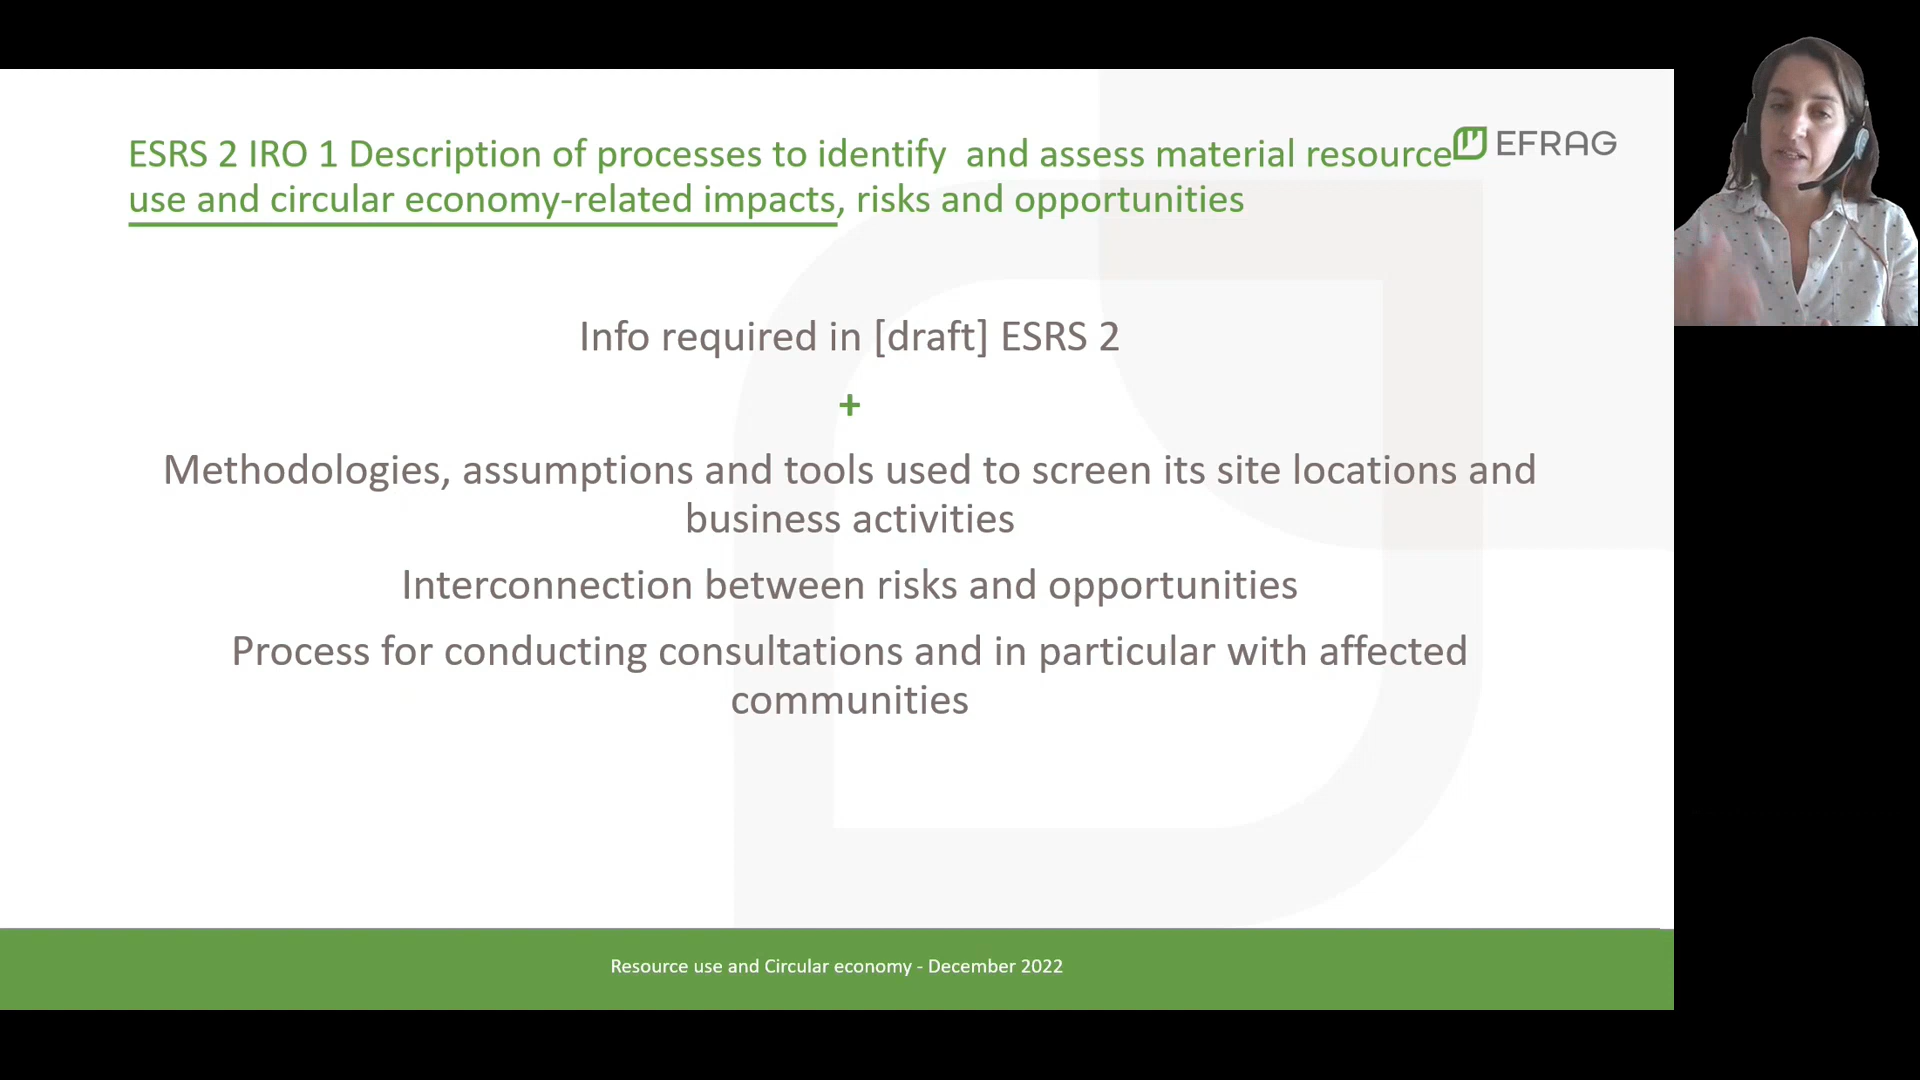 ESRS 2 IRO 1 Description of processes to identify  and assess material resource
use and circular economy-related impacts, risks and opportunities
EFRAG
Info required in [draft] ESRS 2
+
Methodologies, assumptions and tools used to screen its site locations and
business activities
Interconnection between risks and opportunities
Process for conducting consultations and in particular with affected
communities
Resource use and Circular economy - December 2022